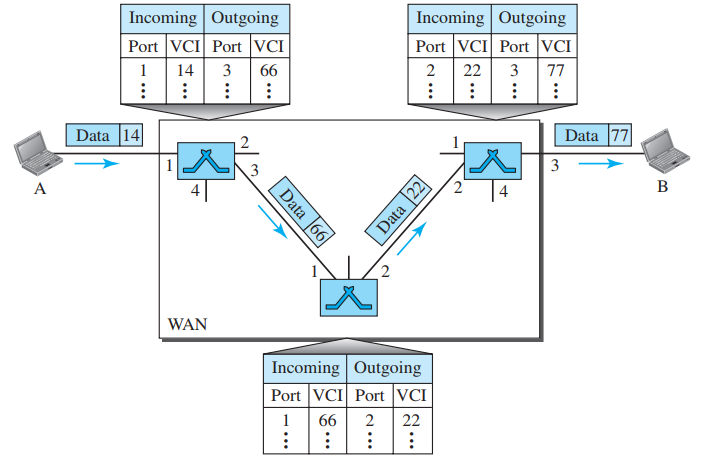 Incoming Outgoing
Port VCI Port VCI
1 14 3 66
Incoming Outgoing
Port VCI Port VCI
2 22 3 77
Data 14
A
1
2
3
4
Data 66
1
2
Data 22
1
2
3
4
Data 77
B
WAN
Incoming Outgoing
Port VCI Port VCI
1 66 2 22